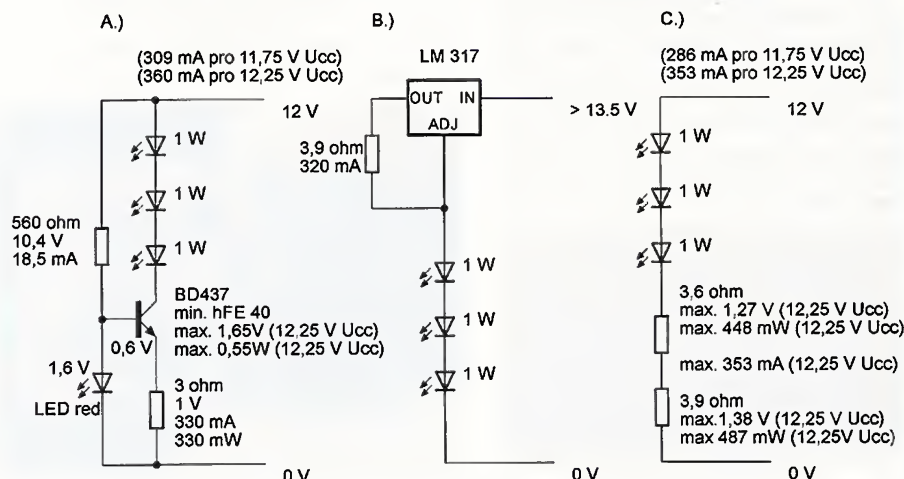 A.)
(309 mA pro 11,75 V Ucc)
(360 mA pro 12,25 V Ucc)
12 V
1 W
1 W
1 W
560 ohm
10,4 V
18,5 mA
BD437
min. hFE 40
max. 1,65V (12,25 V Ucc)
max. 0,55W (12,25 V Ucc)
0,6 V
1,6 V
LED red
3 ohm
1 V
330 mA
330 mW
0 V
B.)
LM 317
OUT IN
ADJ
> 13.5 V
3,9 ohm
320 mA
1 W
1 W
1 W
0 V
C.)
(286 mA pro 11,75 V Ucc)
(353 mA pro 12,25 V Ucc)
12 V
1 W
1 W
1 W
3,6 ohm
max. 1,27 V (12,25 V Ucc)
max. 448 mW (12,25 V Ucc)
max. 353 mA (12,25 V Ucc)
3,9 ohm
max.1,38 V (12,25 V Ucc)
max 487 mW (12,25V Ucc)
0 V